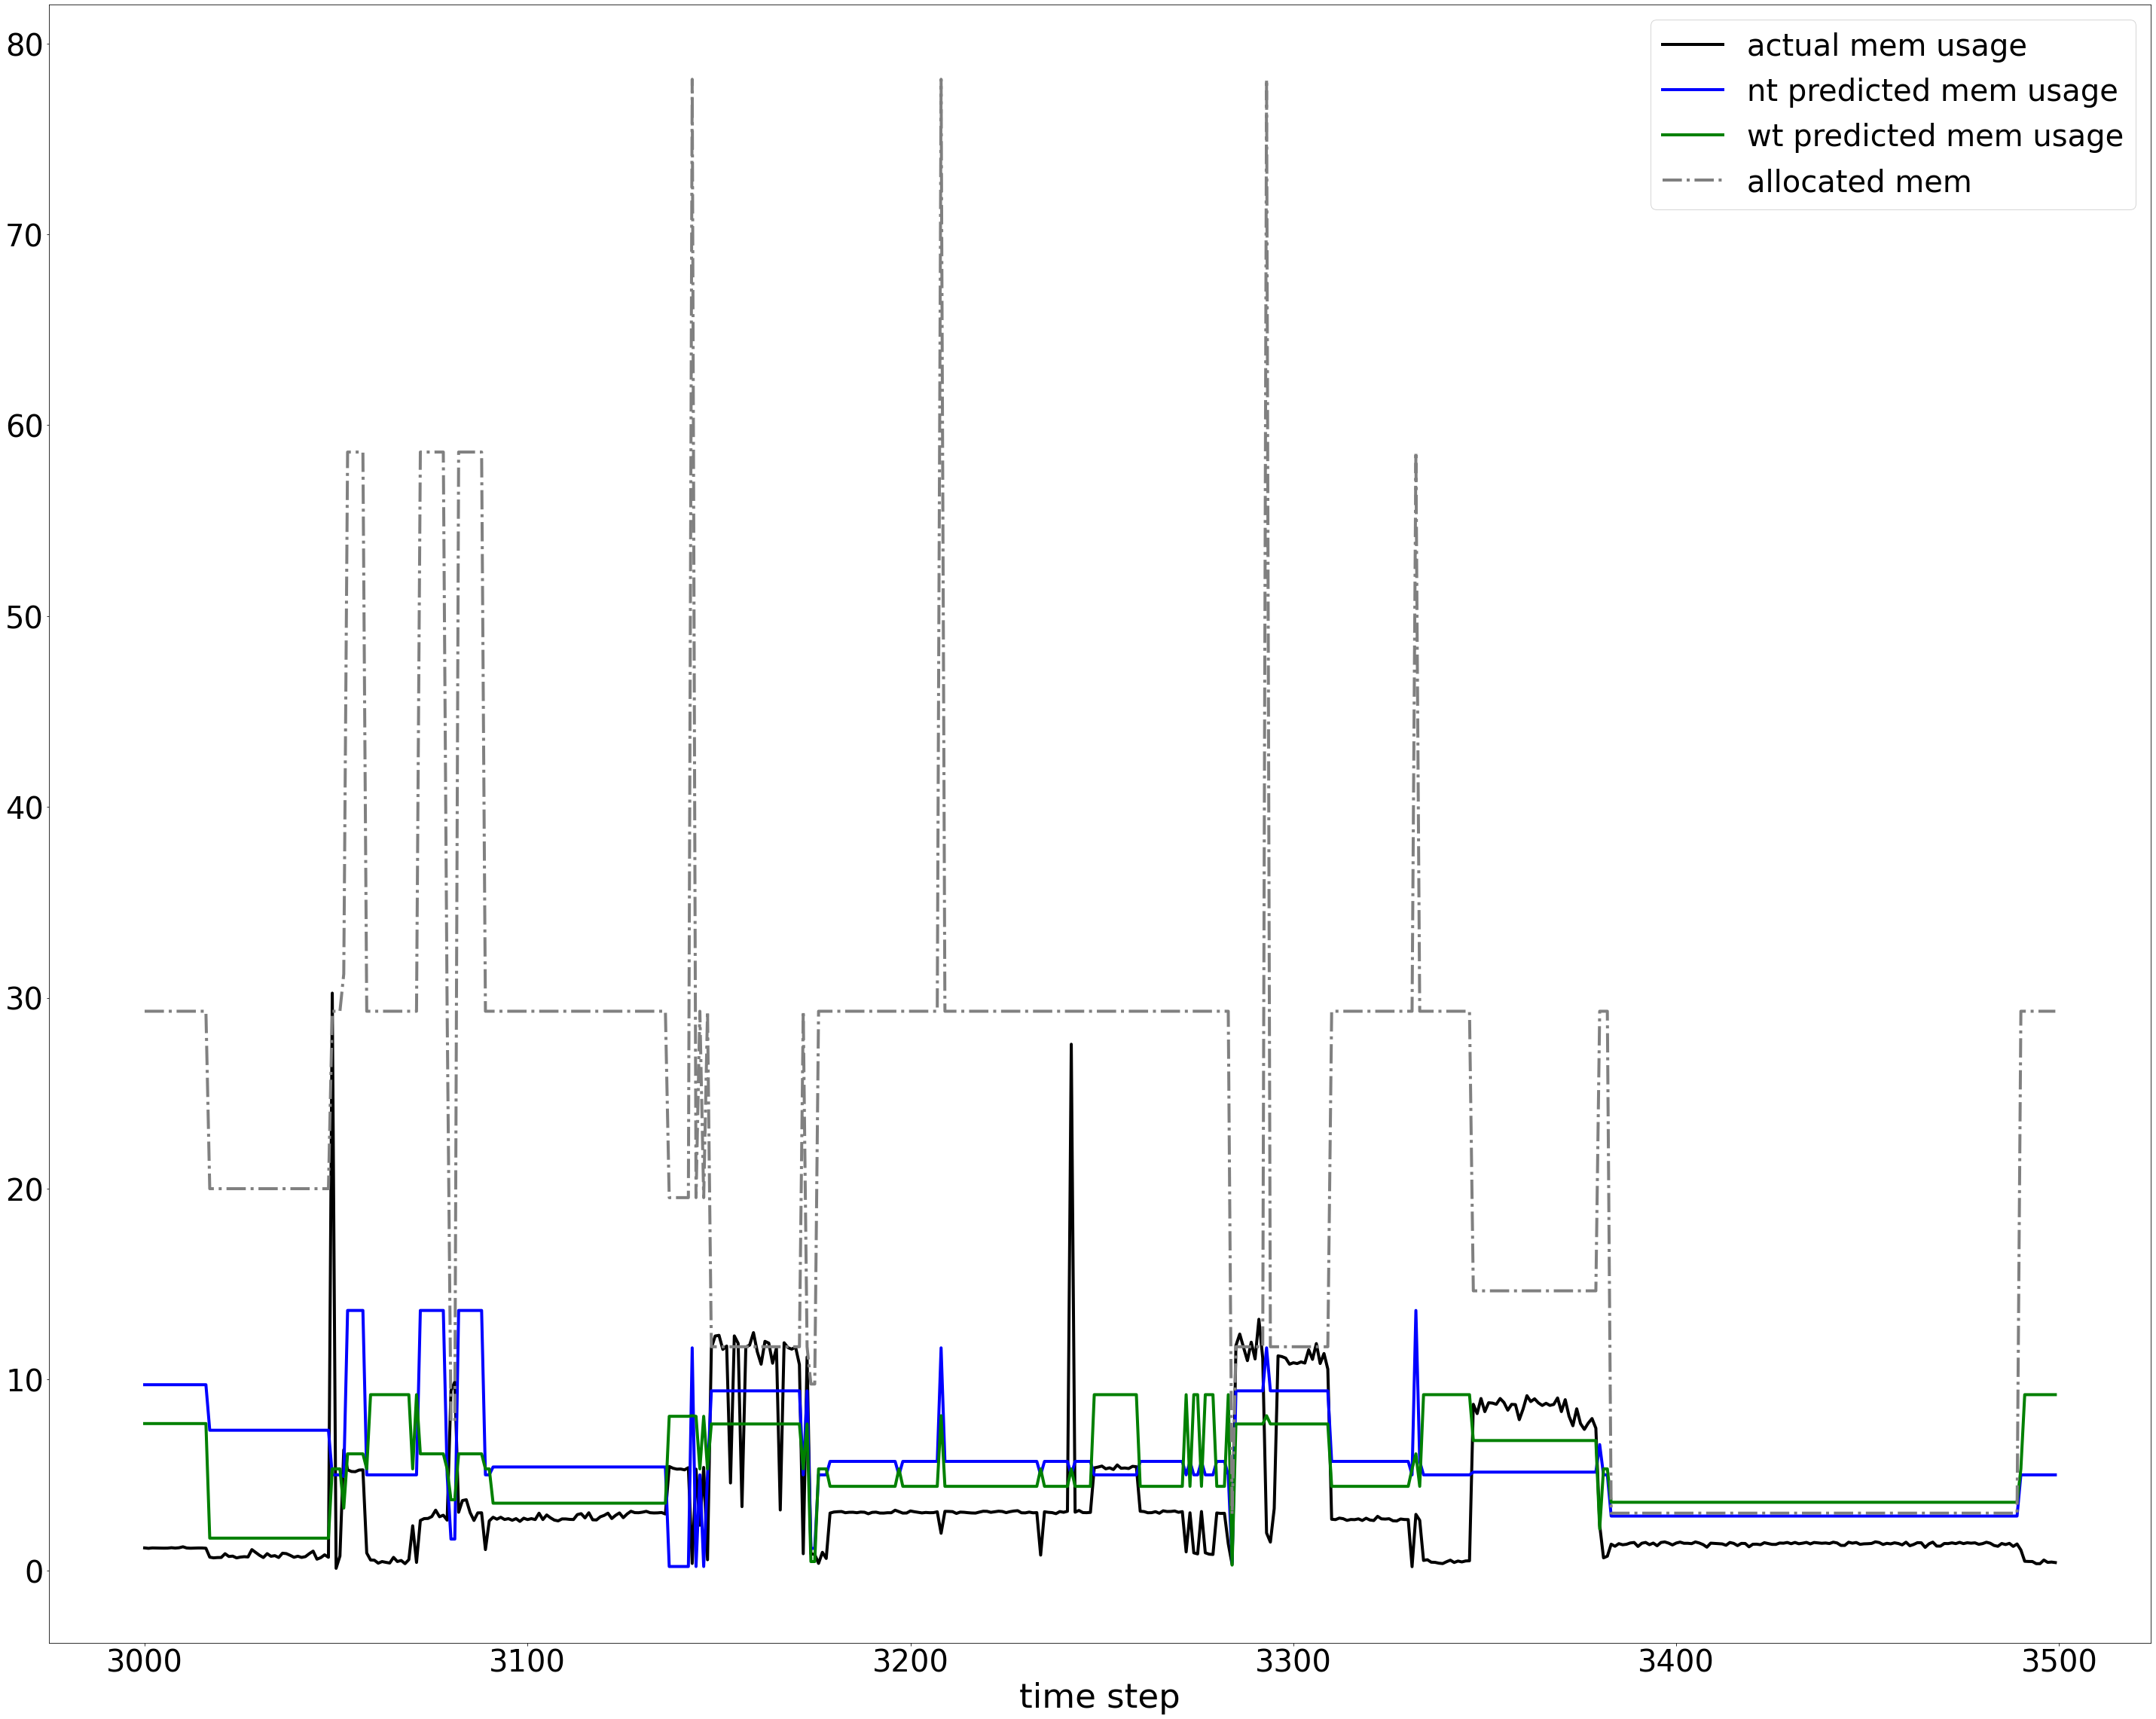 80
70
60
50
40
30
20
10
0
actual mem usage
nt predicted mem usage
wt predicted mem usage
allocated mem
3000 3100 3200 3300 3400 3500
time step